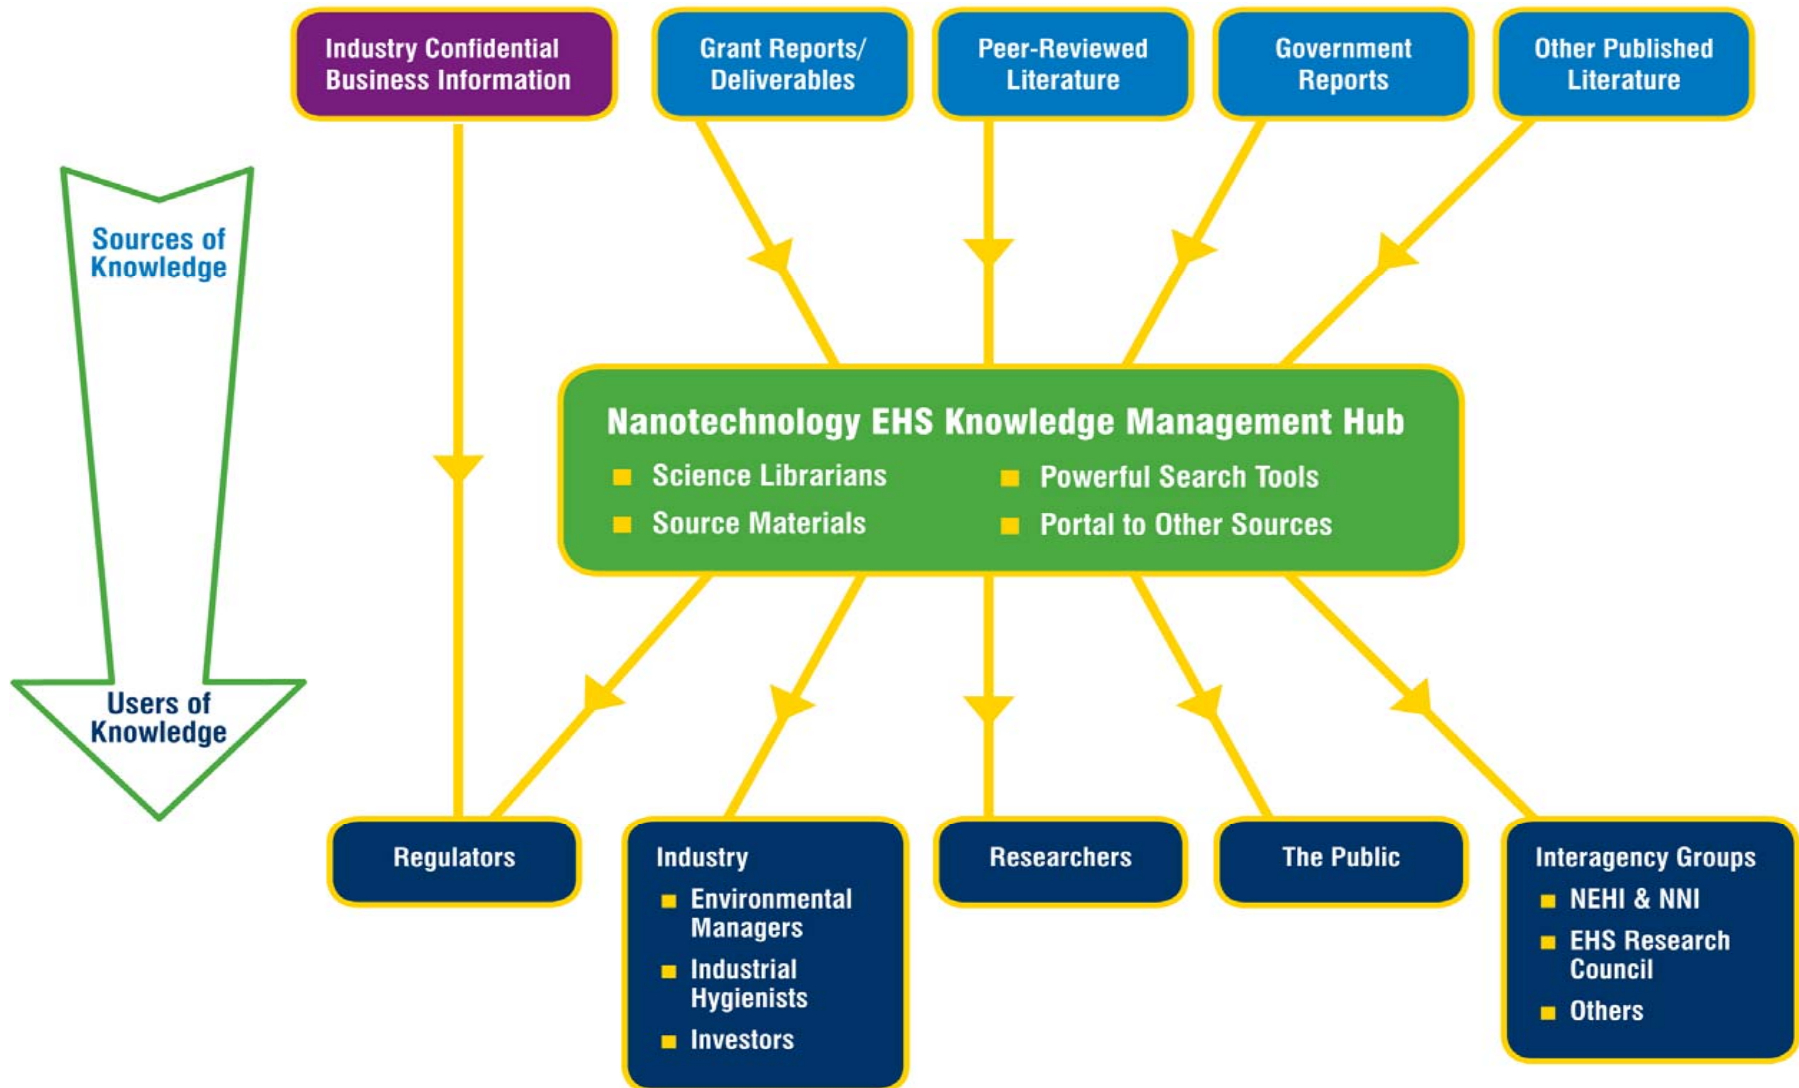 Industry Confidential
Business Information
Grant Reports/
Deliverables
Peer-Reviewed
Literature
Government
Reports
Other Published
Literature
Sources of
Knowledge
Nanotechnology EHS Knowledge Management Hub
Science Librarians
Source Materials
Powerful Search Tools
Portal to Other Sources
Users of
Knowledge
Regulators
Industry
Environmental
Managers
Industrial
Hygienists
Investors
Researchers
The Public
Interagency Groups
NEHI & NNI
EHS Research
Council
Others